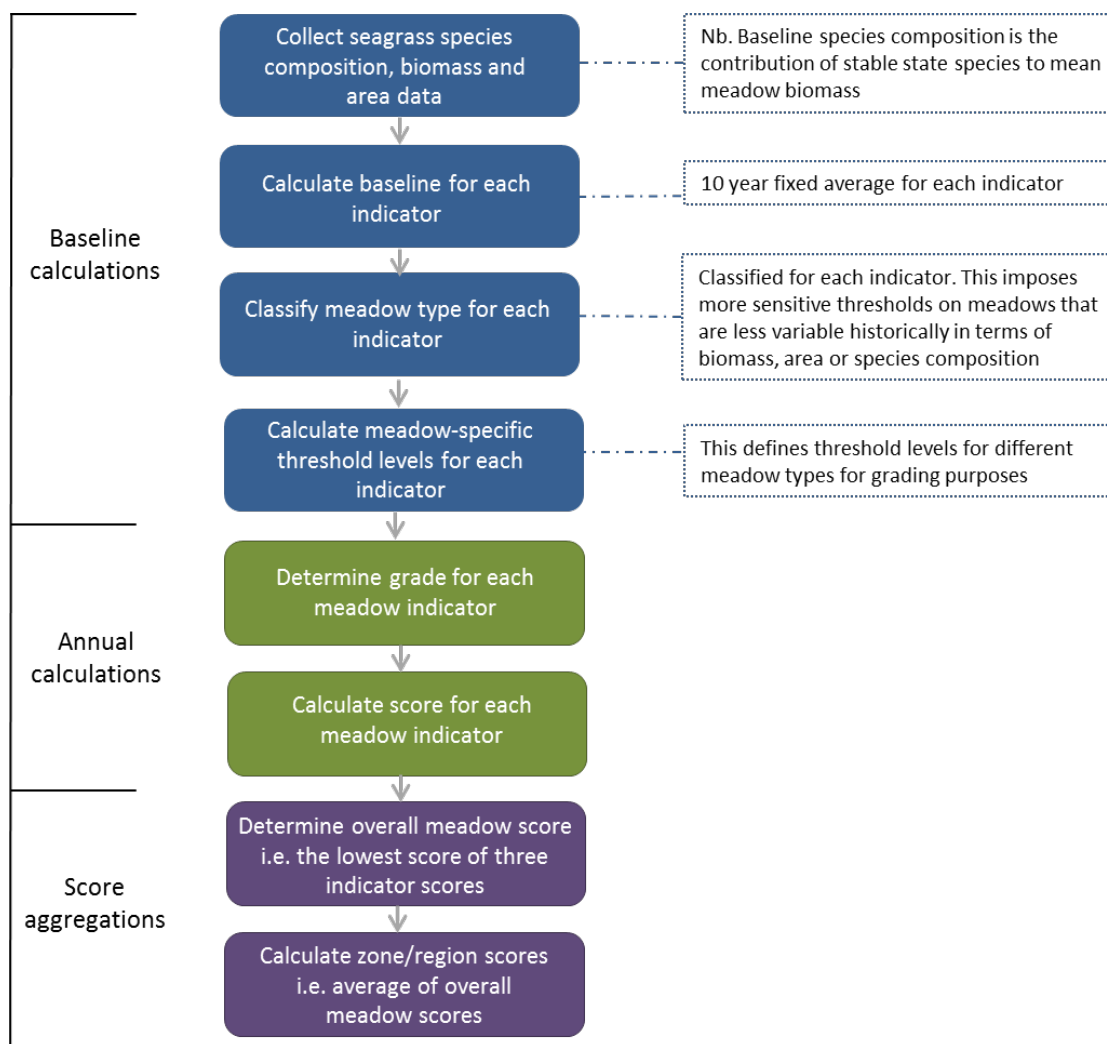 Collect seagrass species
composition, biomass and
area data
Nb. Baseline species composition is the
contribution of stable state species to mean
meadow biomass
Calculate baseline for each
indicator
10 year fixed average for each indicator
Baseline
calculations
Classify meadow type for each
indicator
Classified for each indicator. This imposes
more sensitive thresholds on meadows that
are less variable historically in terms of
biomass, area or species composition
Calculate meadow-specific
threshold levels for each
indicator
This defines threshold levels for different
meadow types for grading purposes
Annual
calculations
Determine grade for each
meadow indicator
Calculate score for each
meadow indicator
Score
aggregations
Determine overall meadow score
i.e. the lowest score of three
indicator scores
Calculate zone/region scores
i.e. average of overall
meadow scores